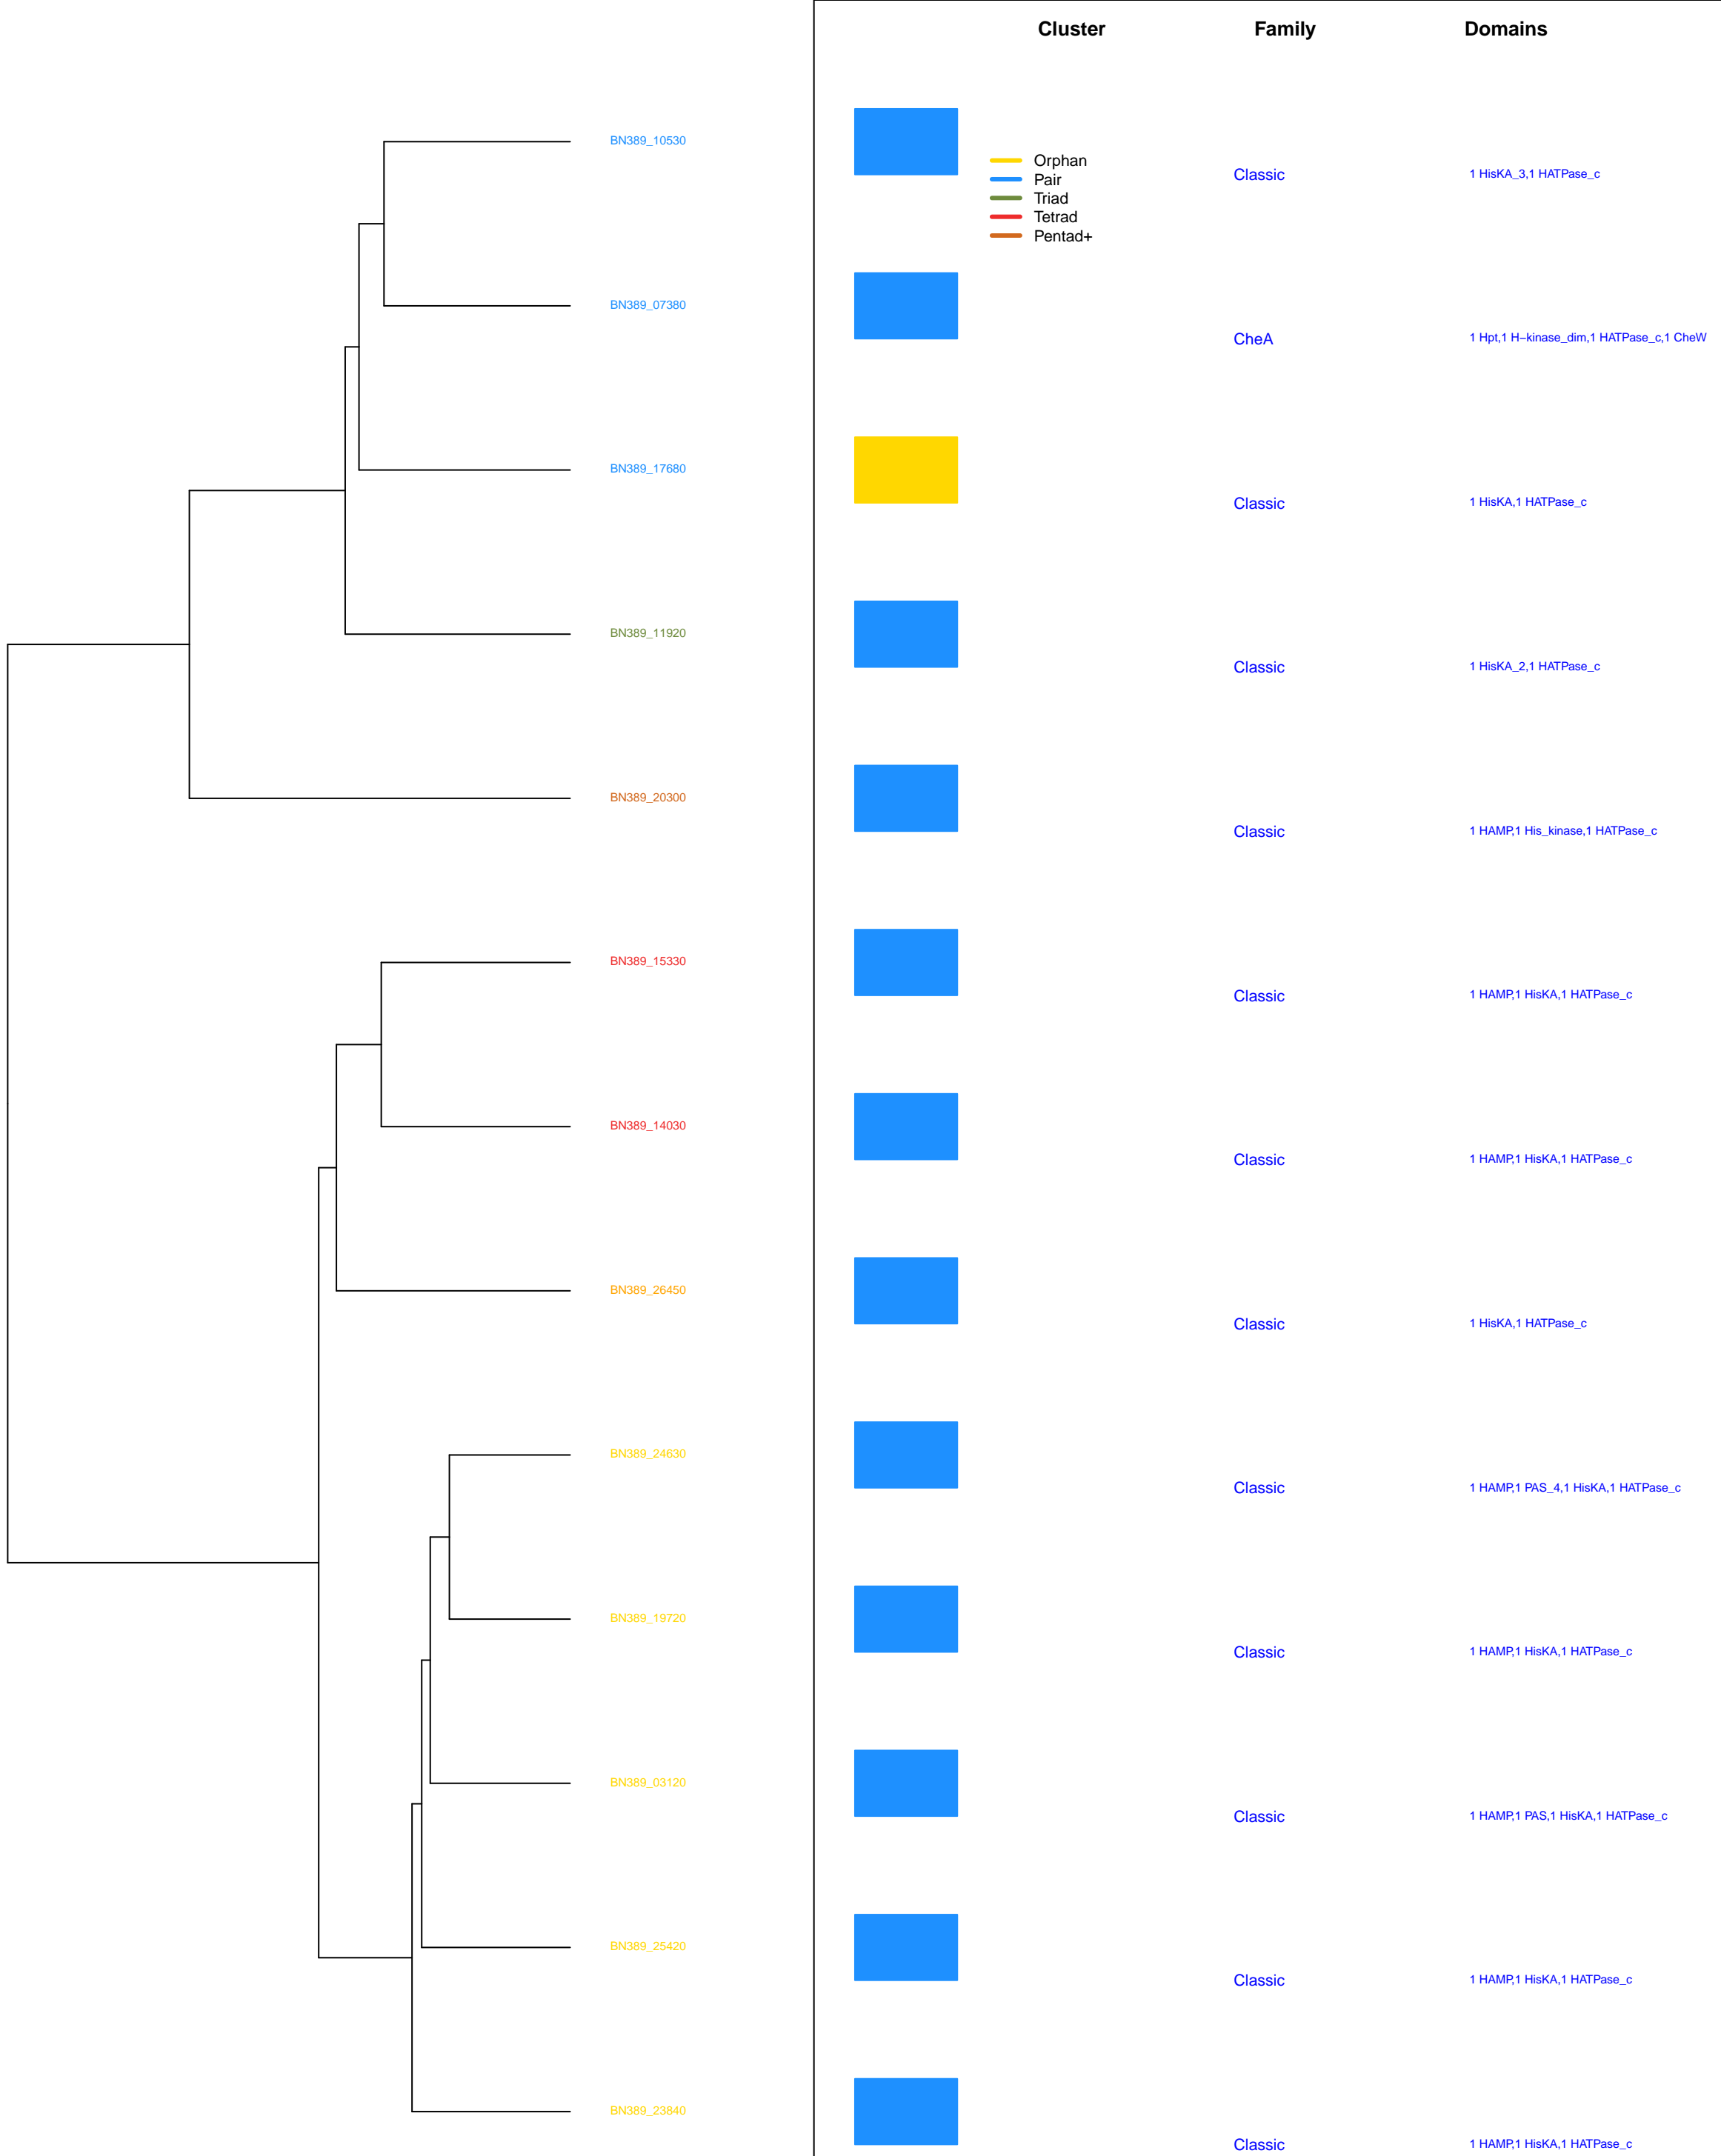 Cluster Family Domains
BN389_10530
Orphan
Pair
Triad
Tetrad
Pentad+
Classic 1 HisKA_3,1 HATPase_c
BN389_07380
CheA 1 Hpt,1 H−kinase_dim,1 HATPase_c,1 CheW
BN389_17680
Classic 1 HisKA,1 HATPase_c
BN389_11920
Classic 1 HisKA_2,1 HATPase_c
BN389_20300
Classic 1 HAMP,1 His_kinase,1 HATPase_c
BN389_15330
Classic 1 HAMP,1 HisKA,1 HATPase_c
BN389_14030
Classic 1 HAMP,1 HisKA,1 HATPase_c
BN389_26450
Classic 1 HisKA,1 HATPase_c
BN389_24630
Classic 1 HAMP,1 PAS_4,1 HisKA,1 HATPase_c
BN389_19720
Classic 1 HAMP,1 HisKA,1 HATPase_c
BN389_03120
Classic 1 HAMP,1 PAS,1 HisKA,1 HATPase_c
BN389_25420
Classic 1 HAMP,1 HisKA,1 HATPase_c
BN389_23840
Classic 1 HAMP,1 HisKA,1 HATPase_c